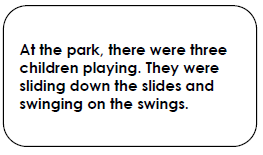 At the park, there were three
children playing. They were
sliding down the slides and
swinging on the swings.